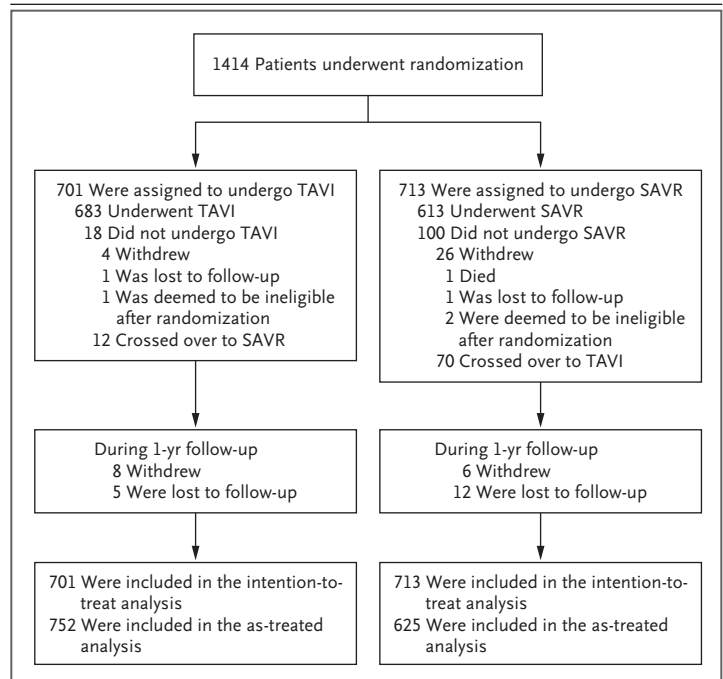 1414 Patients underwent randomization
701 Were assigned to undergo TAVI
683 Underwent TAVI
18 Did not undergo TAVI
4 Withdrew
1 Was lost to follow-up
1 Was deemed to be ineligible
after randomization
12 Crossed over to SAVR
713 Were assigned to undergo SAVR
613 Underwent SAVR
100 Did not undergo SAVR
26 Withdrew
1 Died
1 Was lost to follow-up
2 Were deemed to be ineligible
after randomization
70 Crossed over to TAVI
During 1-yr follow-up
8 Withdrew
5 Were lost to follow-up
During 1-yr follow-up
6 Withdrew
12 Were lost to follow-up
701 Were included in the intention-to-
treat analysis
752 Were included in the as-treated
analysis
713 Were included in the intention-to-
treat analysis
625 Were included in the as-treated
analysis